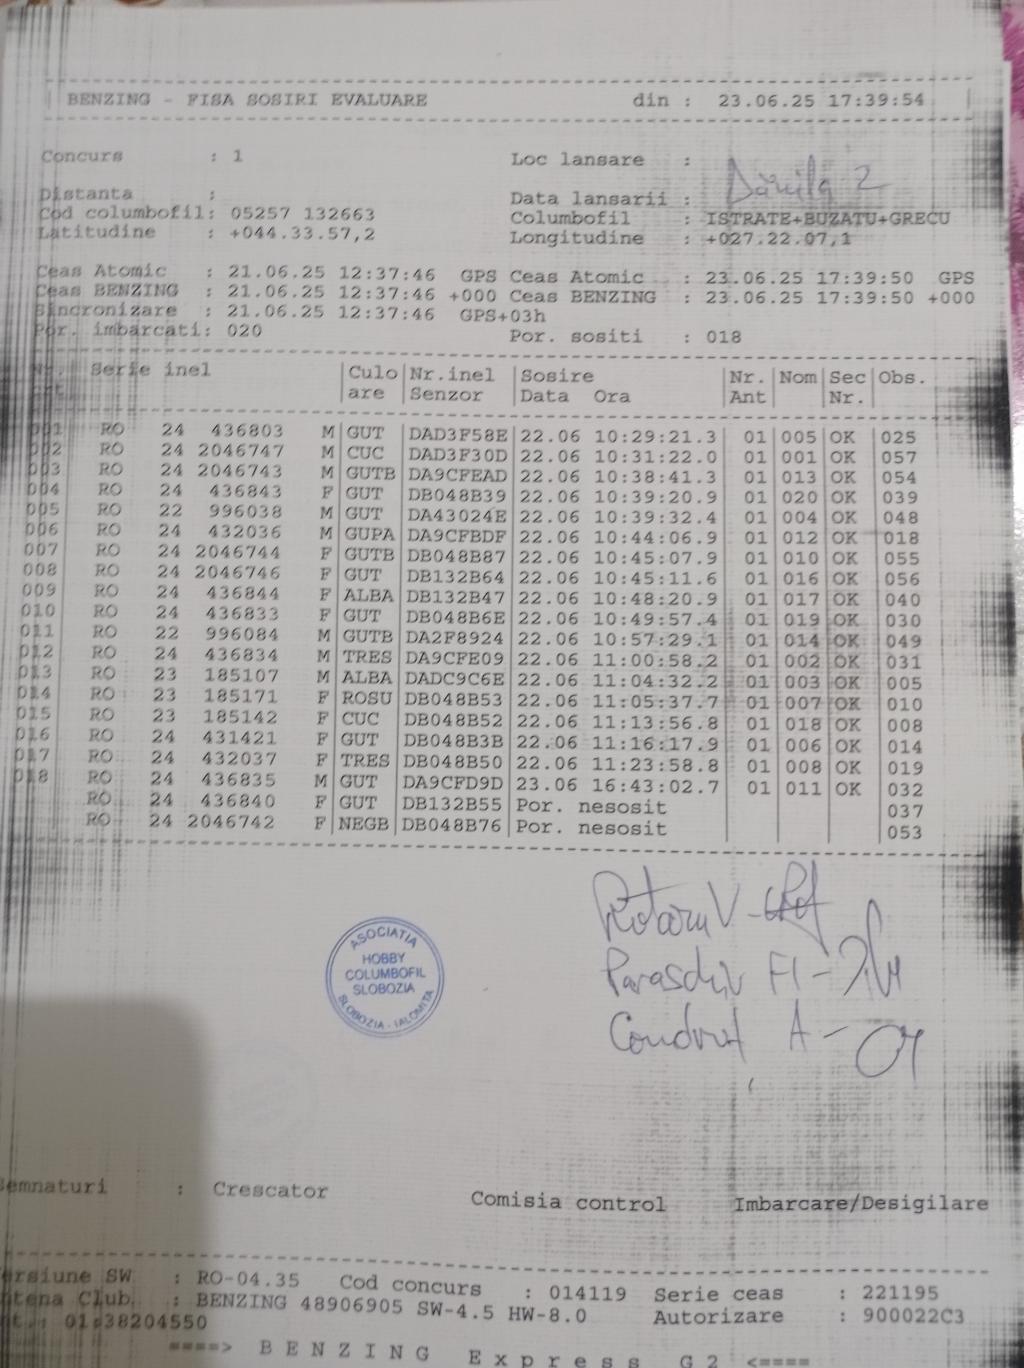 BENZING - FISA SOSIRI EVALUARE din : 23.06.25 17:39:54
Concurs : 1 Loc lansare :
Distanta : Data lansarii :
Cod columbofil: 05257 132663 Columbofil : ISTRATE+BUZATU+GRECU
Latitudine : +044.33.57,2 Longitudine : +027.22.07,1
Ceas Atomic : 21.06.25 12:37:46 GPS Ceas Atomic : 23.06.25 17:39:50 GPS
Ceas BENZING : 21.06.25 12:37:46 +000 Ceas BENZING : 23.06.25 17:39:50 +000
Sincronizare : 21.06.25 12:37:46 GPS+03h
Por. imbarcati: 020 Por. sositi : 018
Serie inel Culo Nr.inel Sosire Nr. Nom Sec Obs.
are Senzor Data Ora Ant Nr.
001 RO 24 436803 M GUT DAD3F58E 22.06 10:29:21.3 01 005 OK 025
002 RO 24 2046747 M CUC DAD3F30D 22.06 10:31:22.0 01 001 OK 057
003 RO 24 2046743 M GUTB DA9CFEAD 22.06 10:38:41.3 01 013 OK 054
004 RO 24 436843 F GUT DB048B39 22.06 10:39:20.9 01 020 OK 039
005 RO 22 996038 M GUT DA43024E 22.06 10:39:32.4 01 004 OK 048
006 RO 24 432036 M GUPA DA9CFBDF 22.06 10:44:06.9 01 012 OK 018
007 RO 24 2046744 F GUTB DB048B87 22.06 10:45:07.9 01 010 OK 055
008 RO 24 2046746 F GUT DB132B64 22.06 10:45:11.6 01 016 OK 056
009 RO 24 436844 F ALBA DB132B47 22.06 10:48:20.9 01 017 OK 040
010 RO 24 436833 F GUT DB048B6E 22.06 10:49:57.4 01 019 OK 030
011 RO 22 996084 M GUTB DA2F8924 22.06 10:57:29.1 01 014 OK 049
012 RO 24 436834 M TRES DA9CFE09 22.06 11:00:58.2 01 002 OK 031
013 RO 23 185107 M ALBA DADC9C6E 22.06 11:04:32.2 01 003 OK 005
014 RO 23 185171 F ROSU DB048B53 22.06 11:05:37.7 01 007 OK 010
015 RO 23 185142 F CUC DB048B52 22.06 11:13:56.8 01 018 OK 008
016 RO 24 431421 F GUT DB048B3B 22.06 11:16:17.9 01 006 OK 014
017 RO 24 432037 F TRES DB048B50 22.06 11:23:58.8 01 008 OK 019
018 RO 24 436835 M GUT DA9CFD9D 23.06 16:43:02.7 01 011 OK 032
RO 24 436840 F GUT DB132B55 Por. nesosit 037
RO 24 2046742 F NEGB DB048B76 Por. nesosit 053
ASOCIATIA
HOBBY
COLUMBOFIL
SLOBOZIA
SLOBOZIA - IALOMITA
Rotaru V -
Paraschiv Fl -
Condrut A -
Semnaturi : Crescator Comisia control Imbarcare/Desigilare
Versiune SW : RO-04.35 Cod concurs : 014119 Serie ceas : 221195
Antena Club : BENZING 48906905 SW-4.5 HW-8.0 Autorizare : 900022C3
01:38204550
====> BENZING Express G2 <====